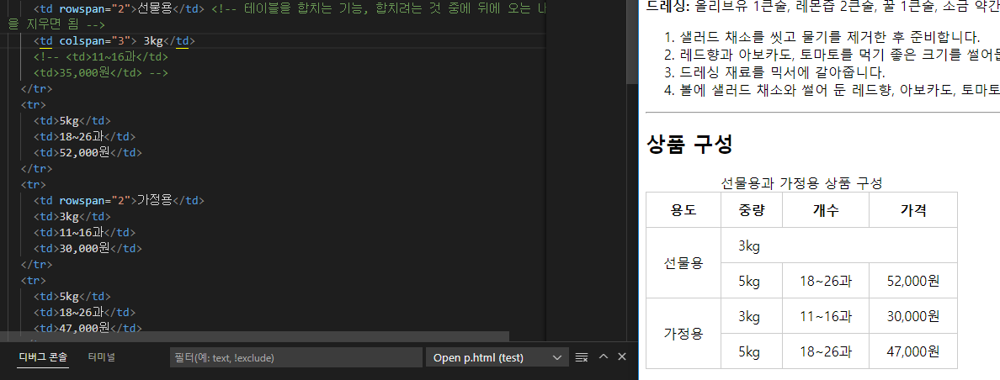 <td rowspan="2">선물용</td> <!-- 테이블을 합치는 기능, 합치려는 것 중에 뒤에 오는 내
을 지우면 됨 -->
<td colspan="3"> 3kg</td>
<!-- <td>11~16과</td>
<td>35,000원</td> -->
</tr>
<tr>
<td>5kg</td>
<td>18~26과</td>
<td>52,000원</td>
</tr>
<tr>
<td rowspan="2">가정용</td>
<td>3kg</td>
<td>11~16과</td>
<td>30,000원</td>
</tr>
<tr>
<td>5kg</td>
<td>18~26과</td>
<td>47,000원</td>
디버그 콘솔 터미널 필터(예: text, !exclude) Open p.html (test)
드레싱: 올리브유 1큰술, 레몬즙 2큰술, 꿀 1큰술, 소금 약간
1. 샐러드 채소를 씻고 물기를 제거한 후 준비합니다.
2. 레드향과 아보카도, 토마토를 먹기 좋은 크기를 썰어둡
3. 드레싱 재료를 믹서에 갈아줍니다.
4. 볼에 샐러드 채소와 썰어 둔 레드향, 아보카도, 토마토
상품 구성
선물용과 가정용 상품 구성
용도 중량 개수 가격
선물용 3kg
5kg 18~26과 52,000원
가정용 3kg 11~16과 30,000원
5kg 18~26과 47,000원